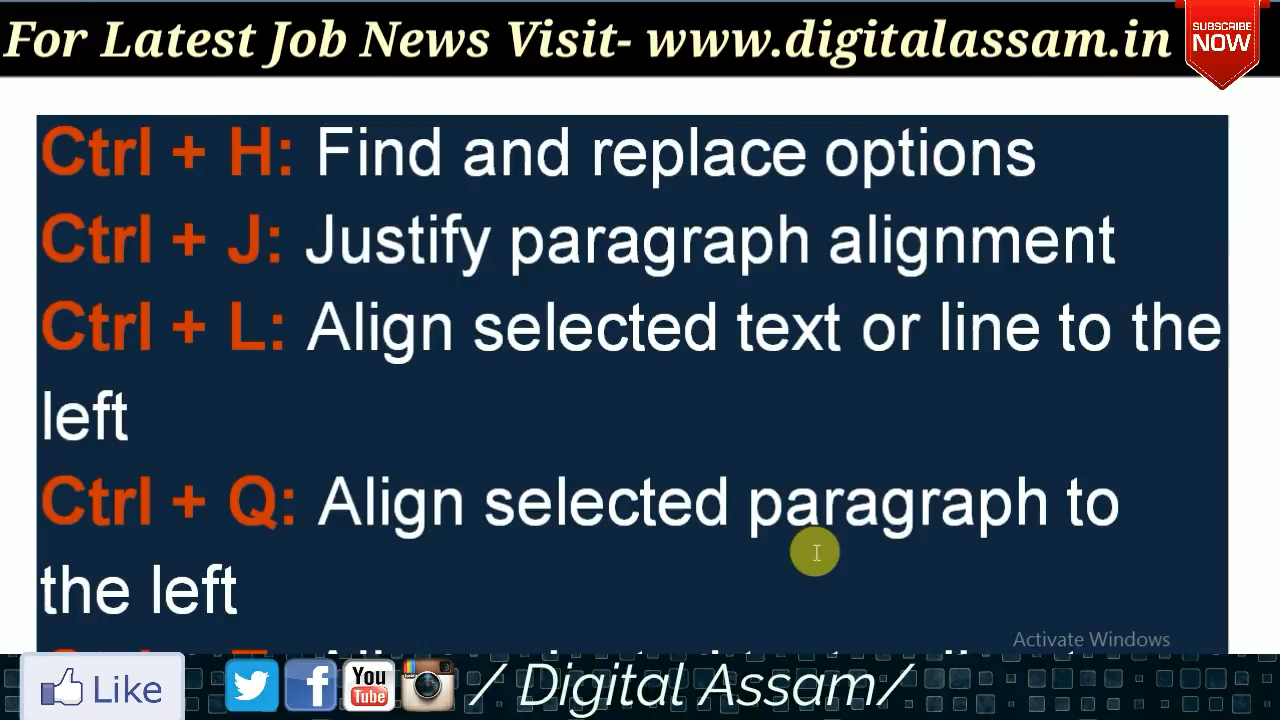 For Latest Job News Visit- www.digitalassam.in
SUBSCRIBE
NOW
Ctrl + H: Find and replace options
Ctrl + J: Justify paragraph alignment
Ctrl + L: Align selected text or line to the
left
Ctrl + Q: Align selected paragraph to
the left
Activate Windows
Like
You
Tube
/ Digital Assam/